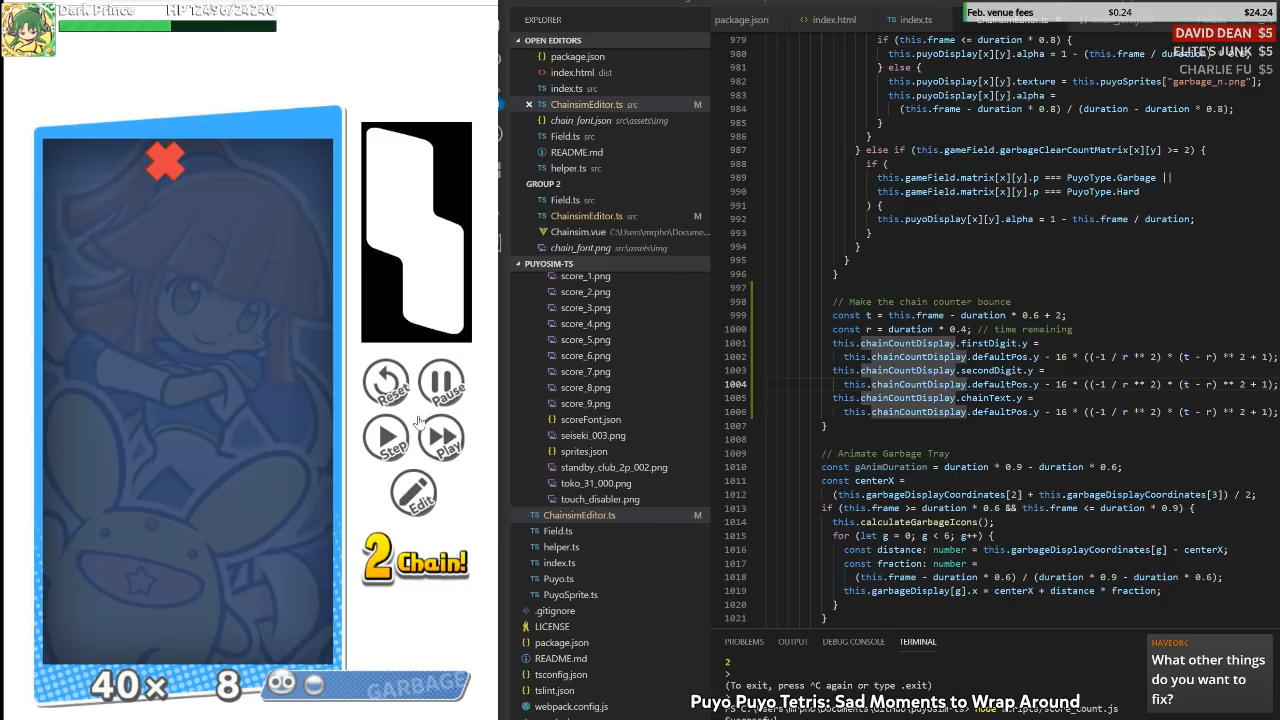 Dark Prince HP12496/24240
Reset
Pause
Step
Play
Edit
2 Chain!
40× 8
GARBAGE
EXPLORER
OPEN EDITORS
package.json
index.html dist
index.ts
ChainsimEditor.ts src M
chain_font.json src\assets\img
Field.ts src
README.md
helper.ts
GROUP 2
Field.ts src
ChainsimEditor.ts src M
Chainsim.vue C:\Users\mrpho\Docume...
chain_font.png src\assets\img
PUYOSIM-TS
score_1.png
score_2.png
score_3.png
score_4.png
score_5.png
score_6.png
score_7.png
score_8.png
score_9.png
scoreFont.json
seiseki_003.png
sprites.json
standby_club_2p_002.png
toko_31_000.png
touch_disabler.png
ChainsimEditor.ts M
Field.ts
helper.ts
index.ts
Puyo.ts
PuyoSprite.ts
.gitignore
LICENSE
package.json
README.md
tsconfig.json
tslint.json
webpack.config.js
package.json index.html index.ts
Feb. venue fees $0.24 $24.24
DAVID DEAN $5
ELITE'S JUNK $5
CHARLIE FU $5
979 if (this.frame <= duration * 0.8) {
980 this.puyoDisplay[x][y].alpha = 1 - (this.frame / duration
981 } else {
982 this.puyoDisplay[x][y].texture = this.puyoSprites["garbage_n.png"];
983 this.puyoDisplay[x][y].alpha =
984 (this.frame - duration * 0.8) / (duration - duration * 0.8);
985 }
986 }
987 } else if (this.gameField.garbageClearCountMatrix[x][y] >= 2) {
988 if (
989 this.gameField.matrix[x][y].p === PuyoType.Garbage ||
990 this.gameField.matrix[x][y].p === PuyoType.Hard
991 ) {
992 this.puyoDisplay[x][y].alpha = 1 - this.frame / duration;
993 }
994 }
995 }
996 }
997
998 // Make the chain counter bounce
999 const t = this.frame - duration * 0.6 + 2;
1000 const r = duration * 0.4; // time remaining
1001 this.chainCountDisplay.firstDigit.y =
1002 this.chainCountDisplay.defaultPos.y - 16 * ((-1 / r ** 2) * (t - r) ** 2 + 1);
1003 this.chainCountDisplay.secondDigit.y =
1004 this.chainCountDisplay.defaultPos.y - 16 * ((-1 / r ** 2) * (t - r) ** 2 + 1);
1005 this.chainCountDisplay.chainText.y =
1006 this.chainCountDisplay.defaultPos.y - 16 * ((-1 / r ** 2) * (t - r) ** 2 + 1);
1007 }
1008
1009 // Animate Garbage Tray
1010 const gAnimDuration = duration * 0.9 - duration * 0.6;
1011 const centerX =
1012 (this.garbageDisplayCoordinates[2] + this.garbageDisplayCoordinates[3]) / 2;
1013 if (this.frame >= duration * 0.6 && this.frame <= duration * 0.9) {
1014 this.calculateGarbageIcons();
1015 for (let g = 0; g < 6; g++) {
1016 const distance: number = this.garbageDisplayCoordinates[g] - centerX;
1017 const fraction: number =
1018 (this.frame - duration * 0.6) / (duration * 0.9 - duration * 0.6);
1019 this.garbageDisplay[g].x = centerX + distance * fraction;
1020 }
1021 }
PROBLEMS OUTPUT DEBUG CONSOLE TERMINAL
2
>
(To exit, press ^C again or type .exit)
Puyo Puyo Tetris: Sad Moments to Wrap Around
HAVEORC
What other things
do you want to
fix?